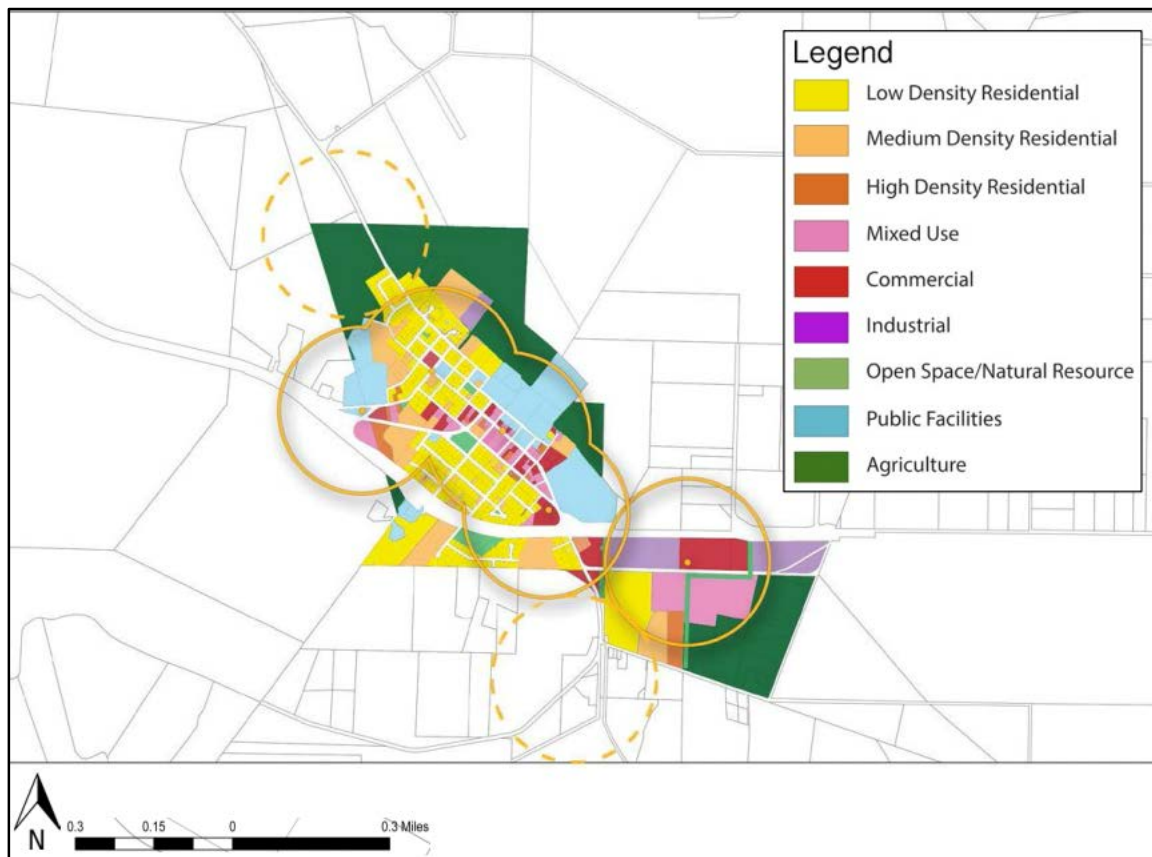 Legend
Low Density Residential
Medium Density Residential
High Density Residential
Mixed Use
Commercial
Industrial
Open Space/Natural Resource
Public Facilities
Agriculture
N
0.3 0.15 0 0.3 Miles